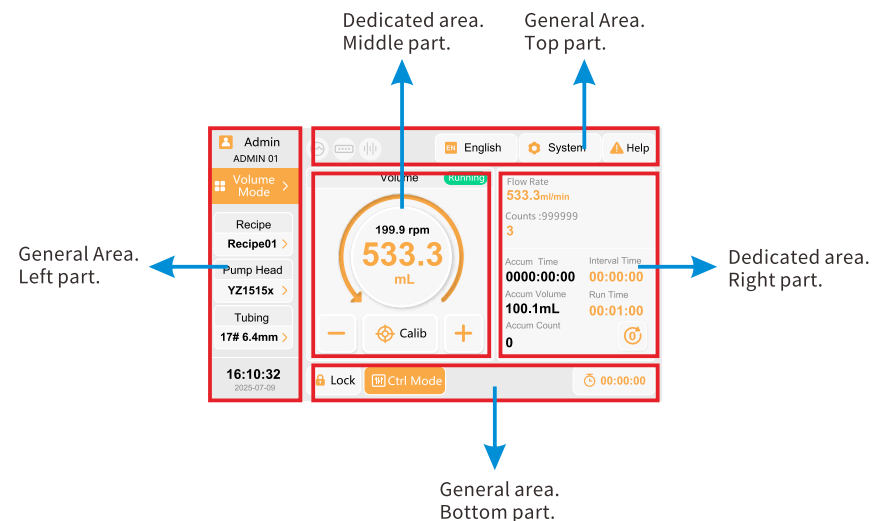 Dedicated area.
Middle part.
General Area.
Top part.
Admin
ADMIN 01
Volume
Mode
Recipe
Recipe01
Pump Head
YZ1515x
Tubing
17# 6.4mm
16:10:32
2025-07-09
EN English
System
Help
Volume
Running
199.9 rpm
533.3
mL
Calib
Flow Rate
533.3ml/min
Counts :999999
3
Accum Time
0000:00:00
Interval Time
00:00:00
Accum Volume
100.1mL
Run Time
00:01:00
Accum Count
0
0
Lock
Ctrl Mode
00:00:00
General Area.
Left part.
Dedicated area.
Right part.
General area.
Bottom part.